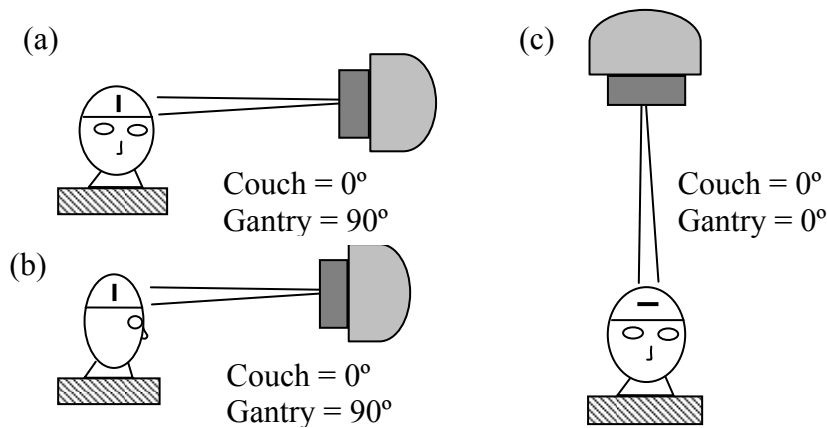 (a)
Couch = 0º
Gantry = 90º
(b)
Couch = 0º
Gantry = 90º
(c)
Couch = 0º
Gantry = 0º